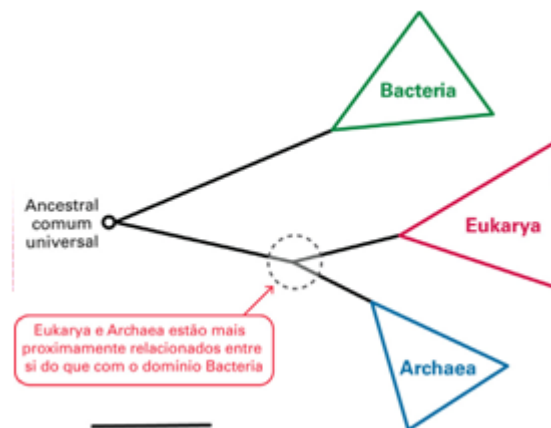 Bacteria
Ancestral
comum
universal
Eukarya
Eukarya e Archaea estão mais
proximamente relacionados entre
si do que com o domínio Bacteria
Archaea